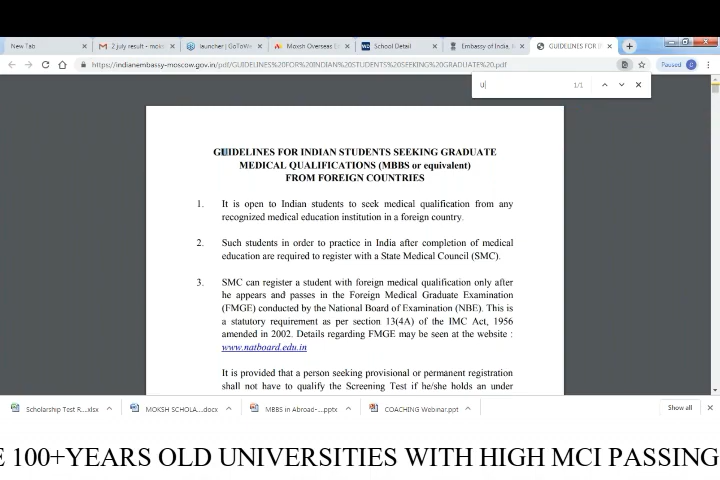 New Tab
2 july result - moks
launcher | GoToWe
Moxsh Overseas E
School Detail
Embassy of India,
GUIDELINES FOR I
https://indianembassy-moscow.gov.in/pdf/GUIDELINES%20FOR%20INDIAN%20STUDENTS%20SEEKING%20GRADUATE%20.pdf
Paused
U
1/1
GUIDELINES FOR INDIAN STUDENTS SEEKING GRADUATE
MEDICAL QUALIFICATIONS (MBBS or equivalent)
FROM FOREIGN COUNTRIES
1. It is open to Indian students to seek medical qualification from any
recognized medical education institution in a foreign country.
2. Such students in order to practice in India after completion of medical
education are required to register with a State Medical Council (SMC).
3. SMC can register a student with foreign medical qualification only after
he appears and passes in the Foreign Medical Graduate Examination
(FMGE) conducted by the National Board of Examination (NBE). This is
a statutory requirement as per section 13(4A) of the IMC Act, 1956
amended in 2002. Details regarding FMGE may be seen at the website :
www.natboard.edu.in
It is provided that a person seeking provisional or permanent registration
shall not have to qualify the Screening Test if he/she holds an under
Scholarship Test R....xlsx
MOKSH SCHOLA....docx
MBBS in Abroad-...pptx
COACHING Webinar.ppt
Show all
E 100+YEARS OLD UNIVERSITIES WITH HIGH MCI PASSING